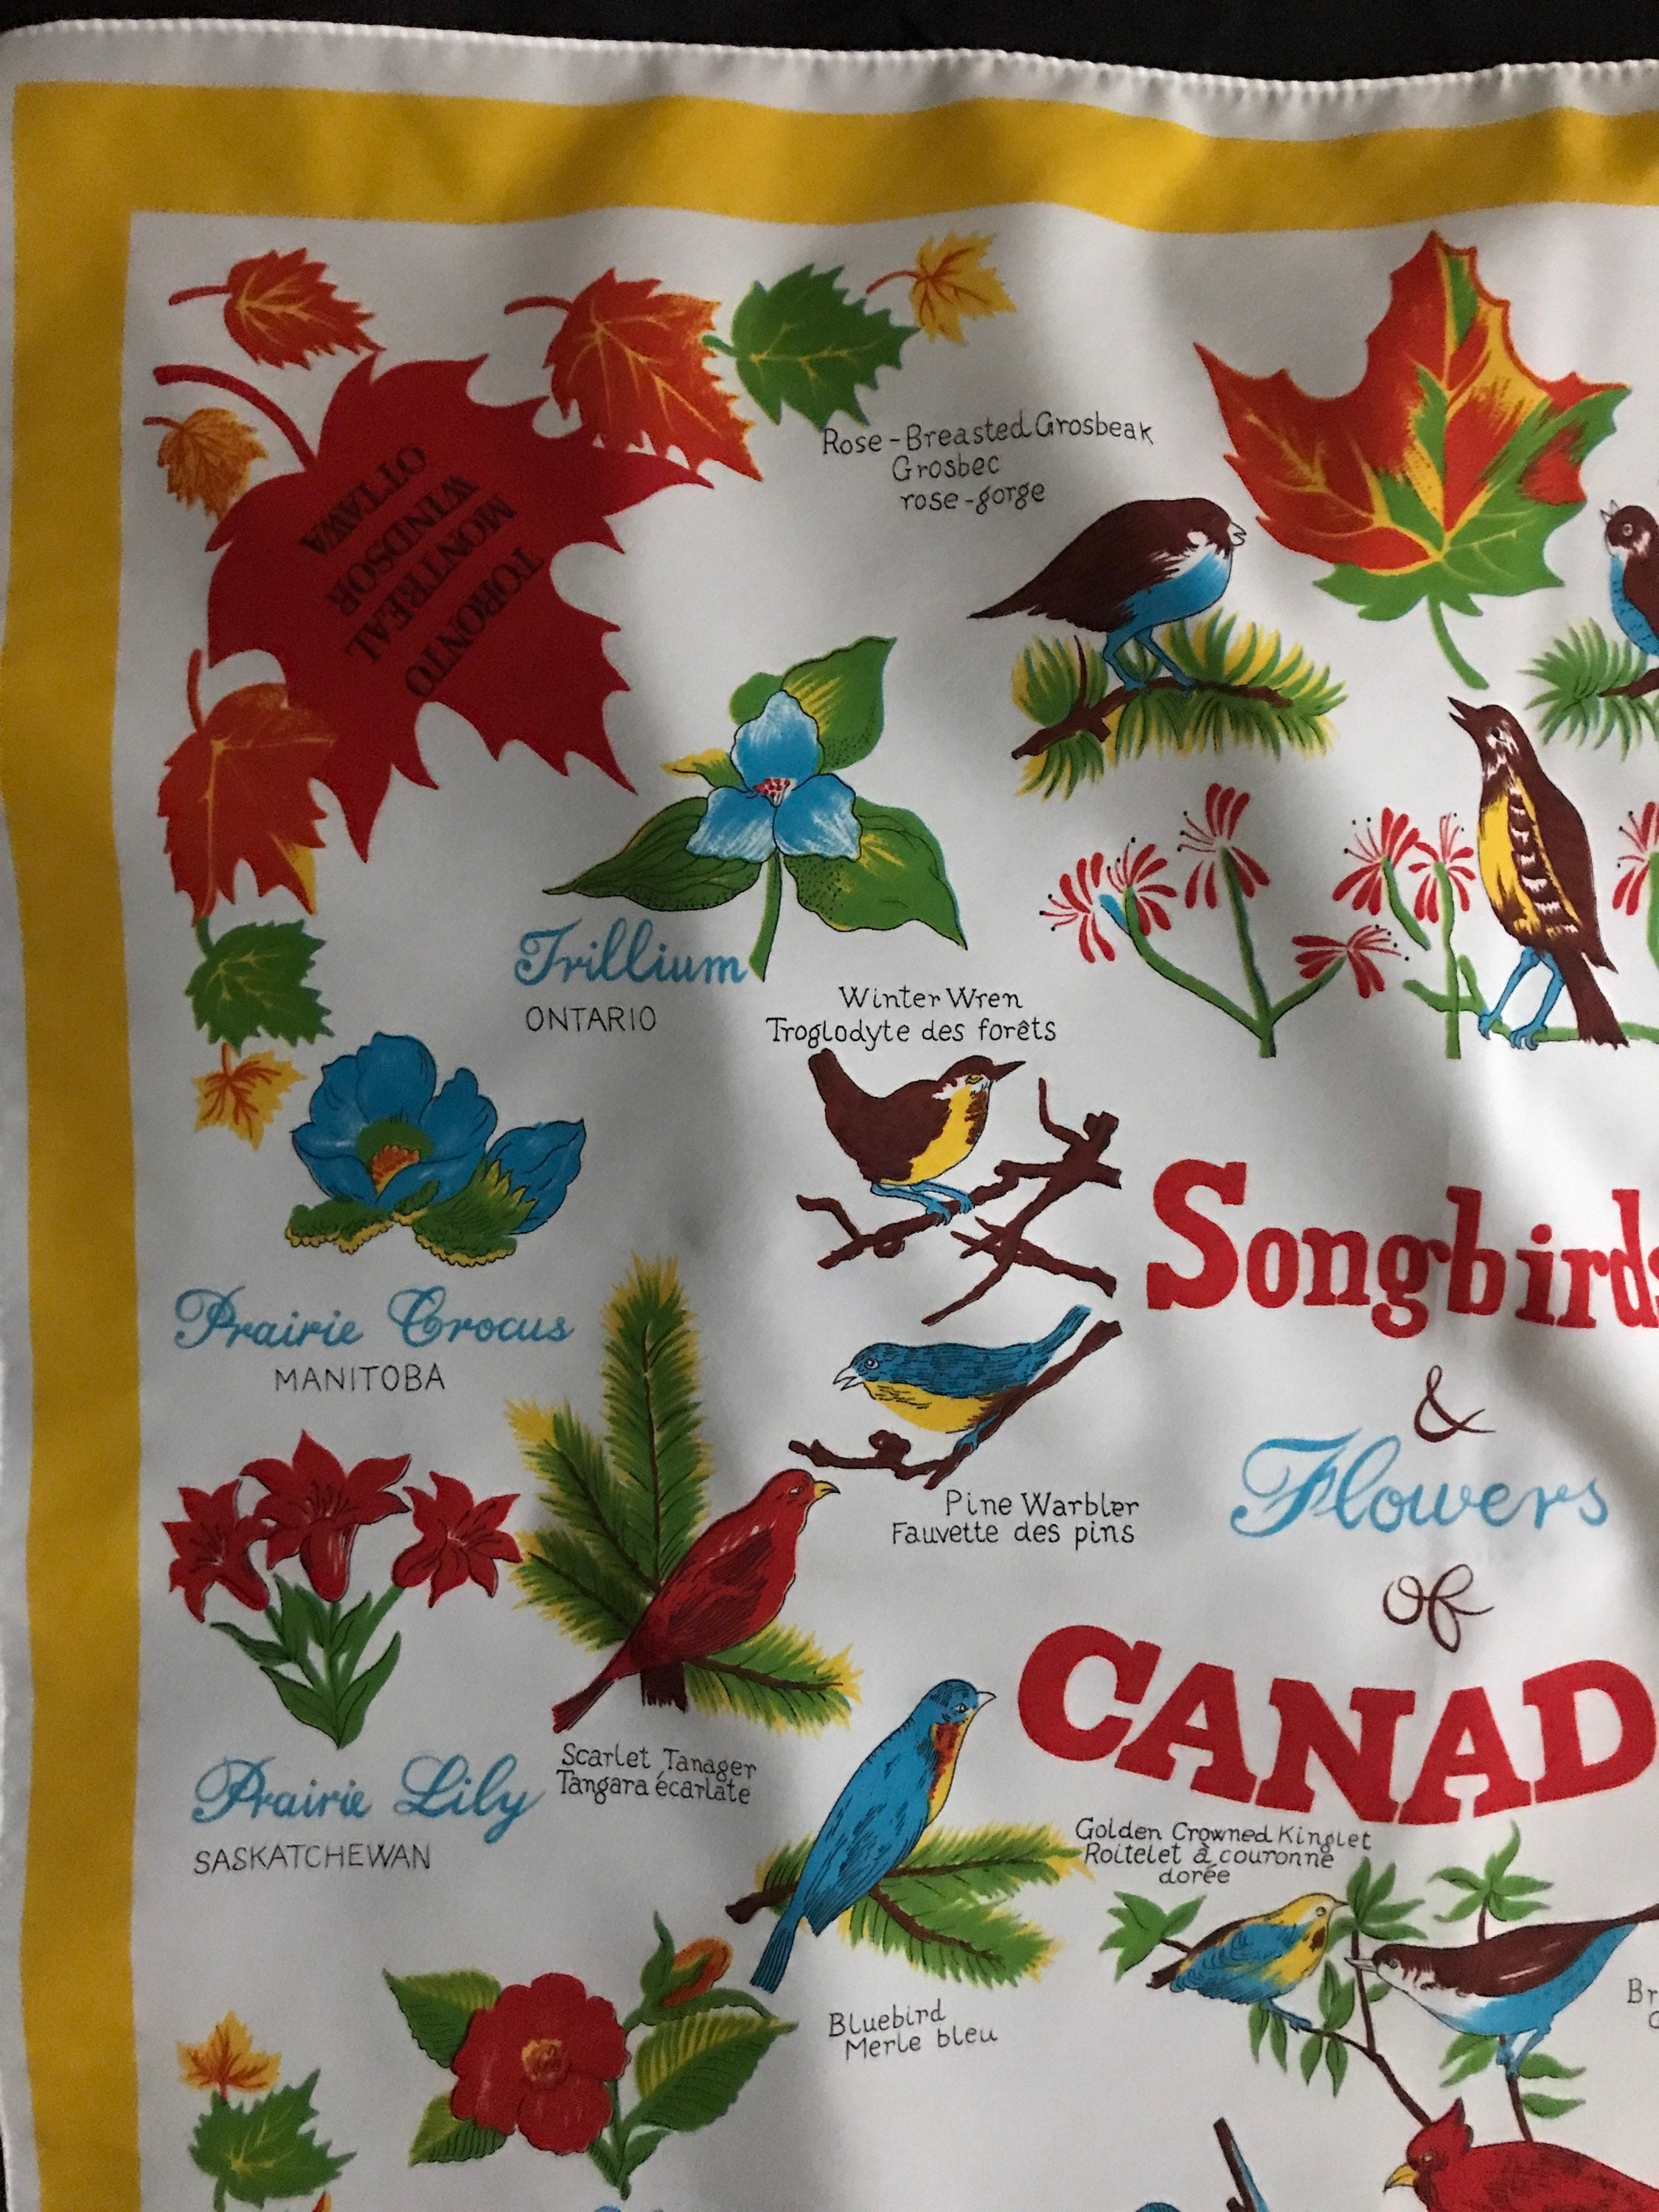 TORONTO
MONTREAL
WINDSOR
OTTAWA
Rose-Breasted Grosbeak
Grosbec
rose-gorge
Trillium
ONTARIO
Winter Wren
Troglodyte des forêts
Prairie Crocus
MANITOBA
Songbirds
&
Flowers
of
CANAD
Pine Warbler
Fauvette des pins
Prairie Lily
SASKATCHEWAN
Scarlet Tanager
Tangara écarlate
Golden Crowned Kinglet
Roitelet à couronne
dorée
Bluebird
Merle bleu
Br